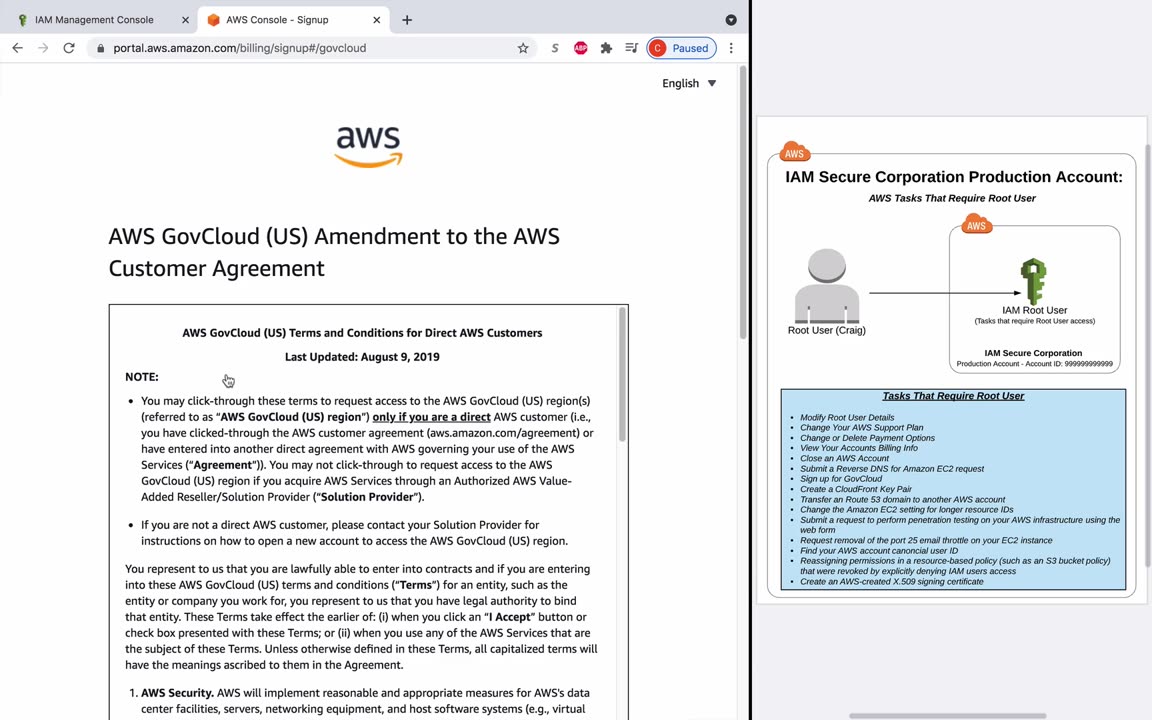 IAM Management Console
AWS Console - Signup
portal.aws.amazon.com/billing/signup#/govcloud
S
ABP
C
Paused
English
aws
AWS GovCloud (US) Amendment to the AWS
Customer Agreement
AWS GovCloud (US) Terms and Conditions for Direct AWS Customers
Last Updated: August 9, 2019
NOTE:
• You may click-through these terms to request access to the AWS GovCloud (US) region(s)
(referred to as “AWS GovCloud (US) region”) only if you are a direct AWS customer (i.e.,
you have clicked-through the AWS customer agreement (aws.amazon.com/agreement) or
have entered into another direct agreement with AWS governing your use of the AWS
Services (“Agreement”)). You may not click-through to request access to the AWS
GovCloud (US) region if you acquire AWS Services through an Authorized AWS Value-
Added Reseller/Solution Provider (“Solution Provider”).
• If you are not a direct AWS customer, please contact your Solution Provider for
instructions on how to open a new account to access the AWS GovCloud (US) region.
You represent to us that you are lawfully able to enter into contracts and if you are entering
into these AWS GovCloud (US) terms and conditions (“Terms”) for an entity, such as the
entity or company you work for, you represent to us that you have legal authority to bind
that entity. These Terms take effect the earlier of: (i) when you click an “I Accept” button or
check box presented with these Terms; or (ii) when you use any of the AWS Services that are
the subject of these Terms. Unless otherwise defined in these Terms, all capitalized terms will
have the meanings ascribed to them in the Agreement.
1. AWS Security. AWS will implement reasonable and appropriate measures for AWS's data
center facilities, servers, networking equipment, and host software systems (e.g., virtual
AWS
IAM Secure Corporation Production Account:
AWS Tasks That Require Root User
AWS
Root User (Craig)
IAM Root User
(Tasks that require Root User access)
IAM Secure Corporation
Production Account - Account ID: 999999999999
Tasks That Require Root User
• Modify Root User Details
• Change Your AWS Support Plan
• Change or Delete Payment Options
• View Your Accounts Billing Info
• Close an AWS Account
• Submit a Reverse DNS for Amazon EC2 request
• Sign up for GovCloud
• Create a CloudFront Key Pair
• Transfer an Route 53 domain to another AWS account
• Change the Amazon EC2 setting for longer resource IDs
• Submit a request to perform penetration testing on your AWS infrastructure using the
web form
• Request removal of the port 25 email throttle on your EC2 instance
• Find your AWS account canoncial user ID
• Reassigning permissions in a resource-based policy (such as an S3 bucket policy)
that were revoked by explicitly denying IAM users access
• Create an AWS-created X.509 signing certificate